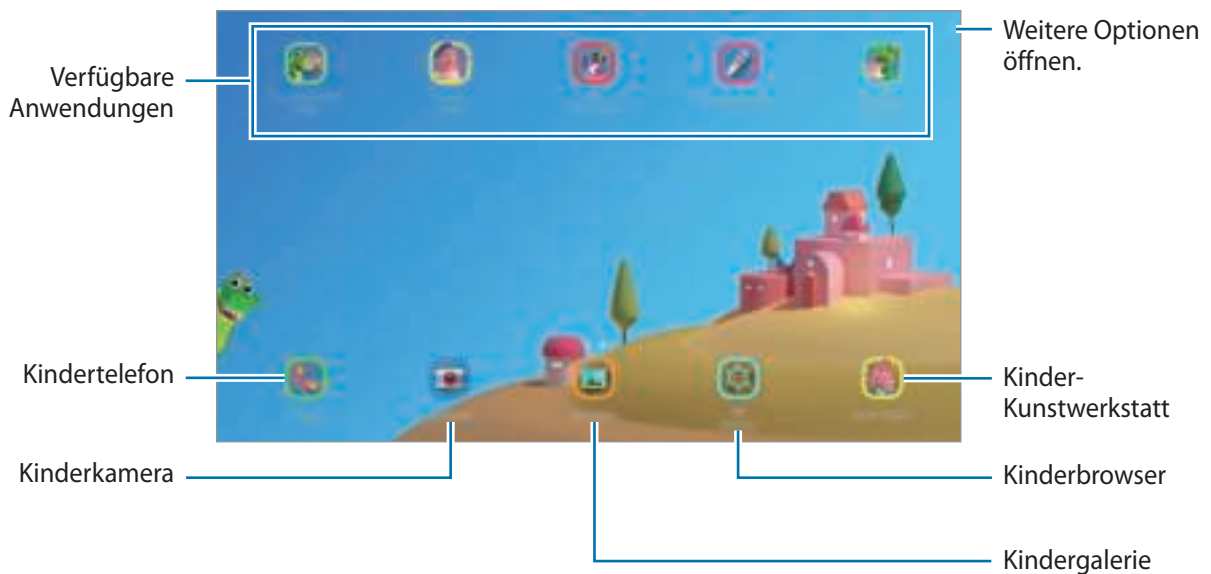 Weitere Optionen
öffnen.
Verfügbare
Anwendungen
Kindertelefon
Kinder-
Kunstwerkstatt
Kinderkamera
Kinderbrowser
Kindergalerie